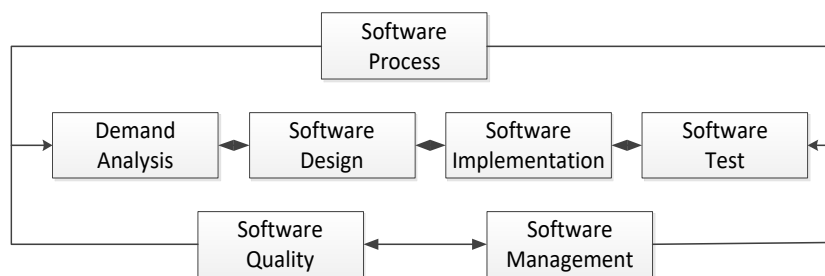 Software
Process
Demand
Analysis
Software
Design
Software
Implementation
Software
Test
Software
Quality
Software
Management